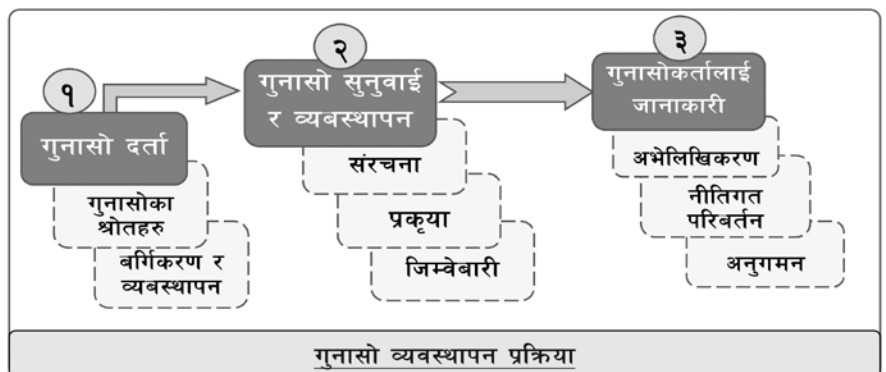 १
गुनासो दर्ता
गुनासोका
श्रोतहरु
बर्गिकरण र
व्यबस्थापन
२
गुनासो सुनुवाई
र व्यबस्थापन
संरचना
प्रकृया
जिम्वेबारी
३
गुनासोकर्तालाई
जानाकारी
अभेलिखिकरण
नीतिगत
परिबर्तन
अनुगमन
गुनासो व्यवस्थापन प्रक्रिया